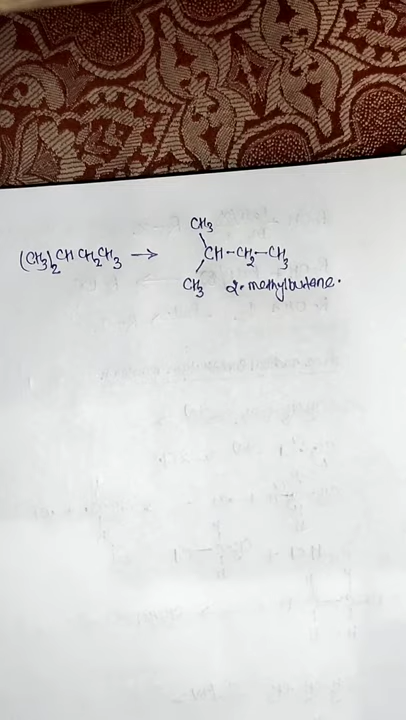 CH₃
(CH₃)₂CHCH₂CH₃ → CH-CH₂-CH₃
CH₃ 2-methylbutane.